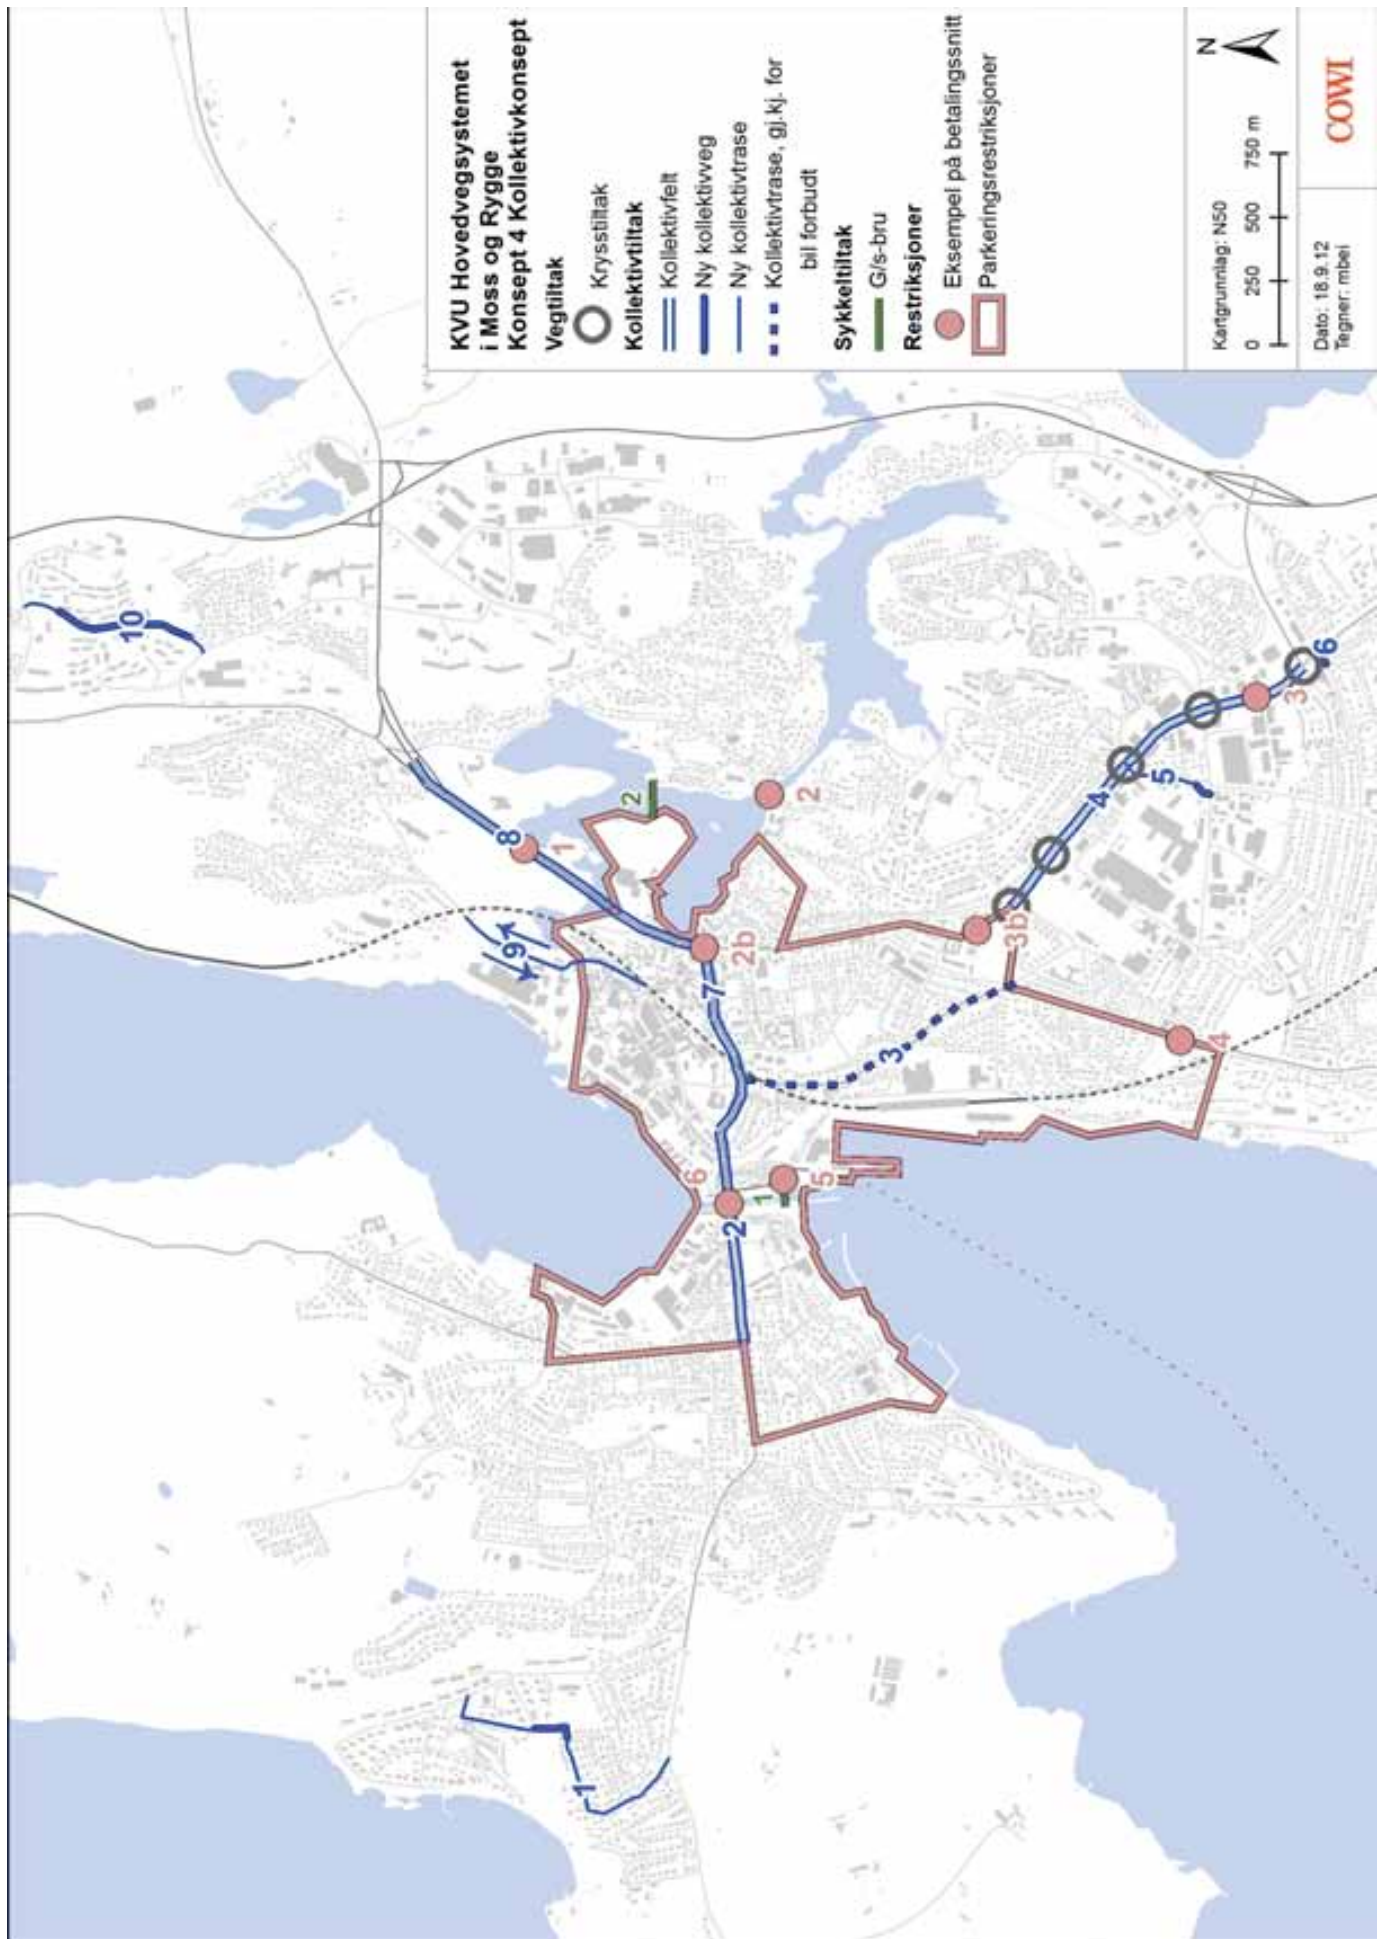 KVU Hovedvegsystemet
i Moss og Rygge
Konsept 4 Kollektivkonsept
Vegtiltak
Krysstiltak
Kollektivtiltak
Kollektivfelt
Ny kollektivveg
Ny kollektivtrase
Kollektivtrase, gj.kj. for
bil forbudt
Sykkeltiltak
G/s-bru
Restriksjoner
Eksempel på betalingssnitt
Parkeringsrestriksjoner
N
Kartgrunnlag: N50
0 250 500 750 m
Dato: 18.9.12
Tegner: mbei
COWI
10
8
1
2
2
9
2b
7
6
2
1
5
3
3b
4
4
5
3
6
1